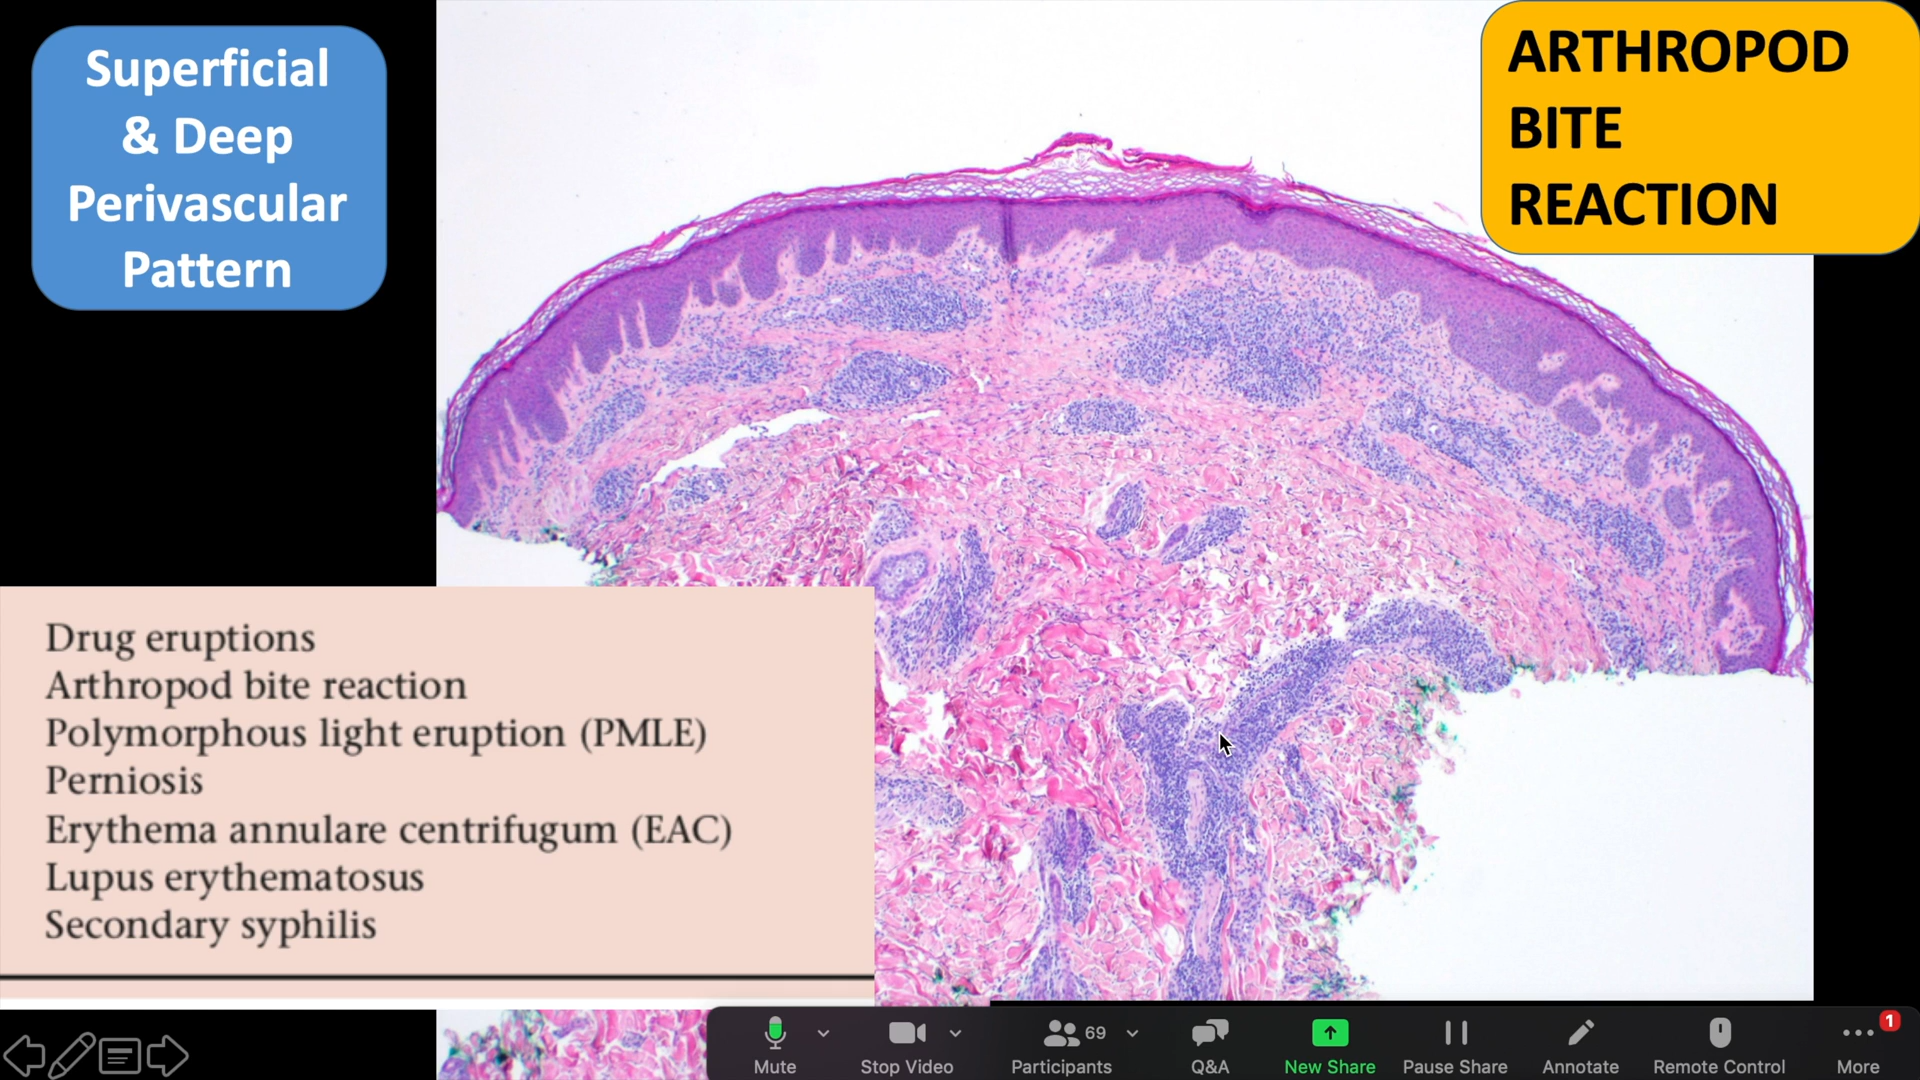 Superficial
& Deep
Perivascular
Pattern
ARTHROPOD
BITE
REACTION
Drug eruptions
Arthropod bite reaction
Polymorphous light eruption (PMLE)
Perniosis
Erythema annulare centrifugum (EAC)
Lupus erythematosus
Secondary syphilis
69
1
Mute
Stop Video
Participants
Q&A
New Share
Pause Share
Annotate
Remote Control
More